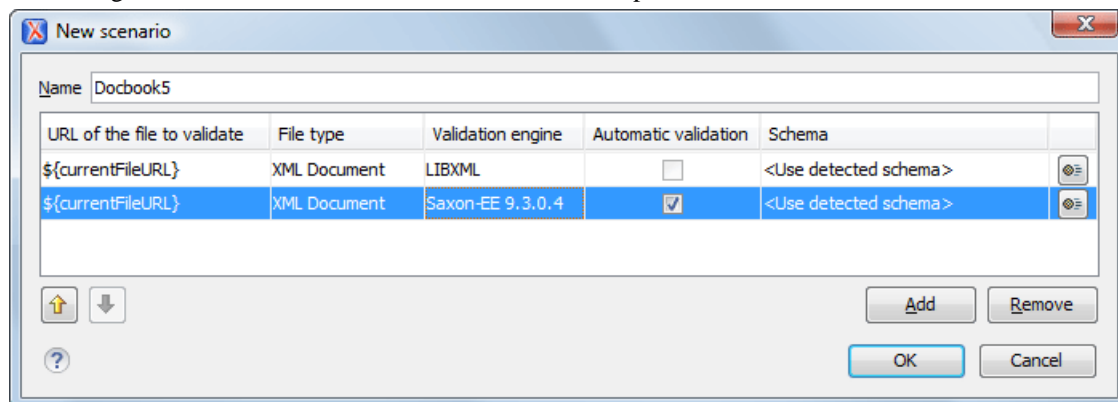 New scenario
Name Docbook5
URL of the file to validate File type Validation engine Automatic validation Schema
${currentFileURL} XML Document LIBXML <Use detected schema>
${currentFileURL} XML Document Saxon-EE 9.3.0.4 <Use detected schema>
Add Remove
? OK Cancel